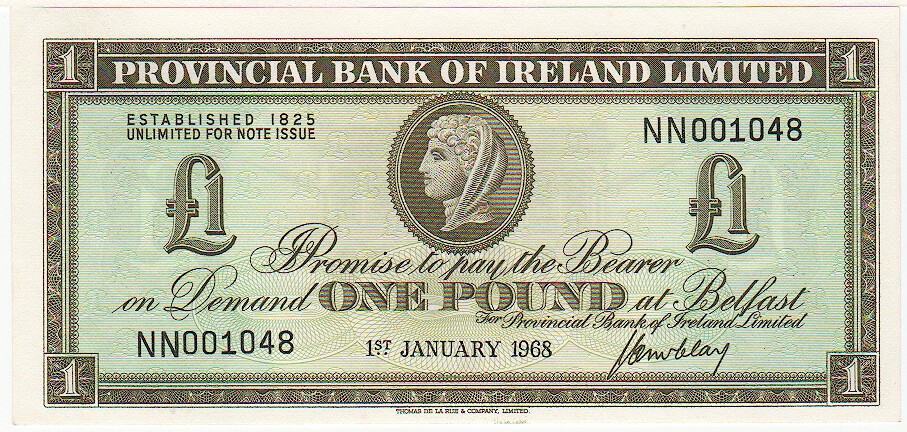 1 PROVINCIAL BANK OF IRELAND LIMITED 1
ESTABLISHED 1825
UNLIMITED FOR NOTE ISSUE
NN001048
£1 £1
Promise to pay the Bearer
on Demand ONE POUND at Belfast
For Provincial Bank of Ireland Limited
NN001048
1ST JANUARY 1968
1 1
THOMAS DE LA RUE & COMPANY, LIMITED.